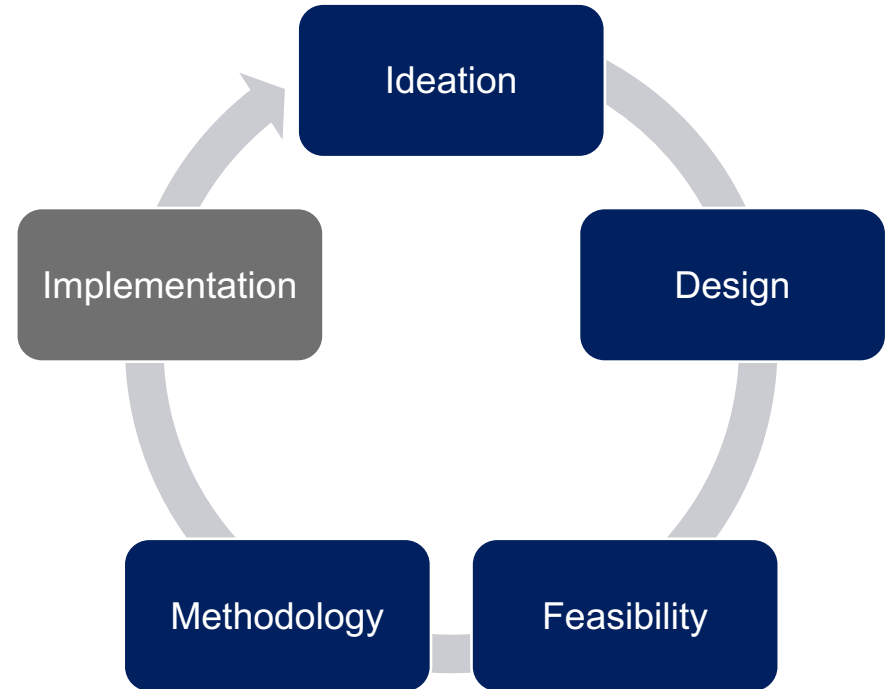 Ideation
Design
Feasibility
Methodology
Implementation